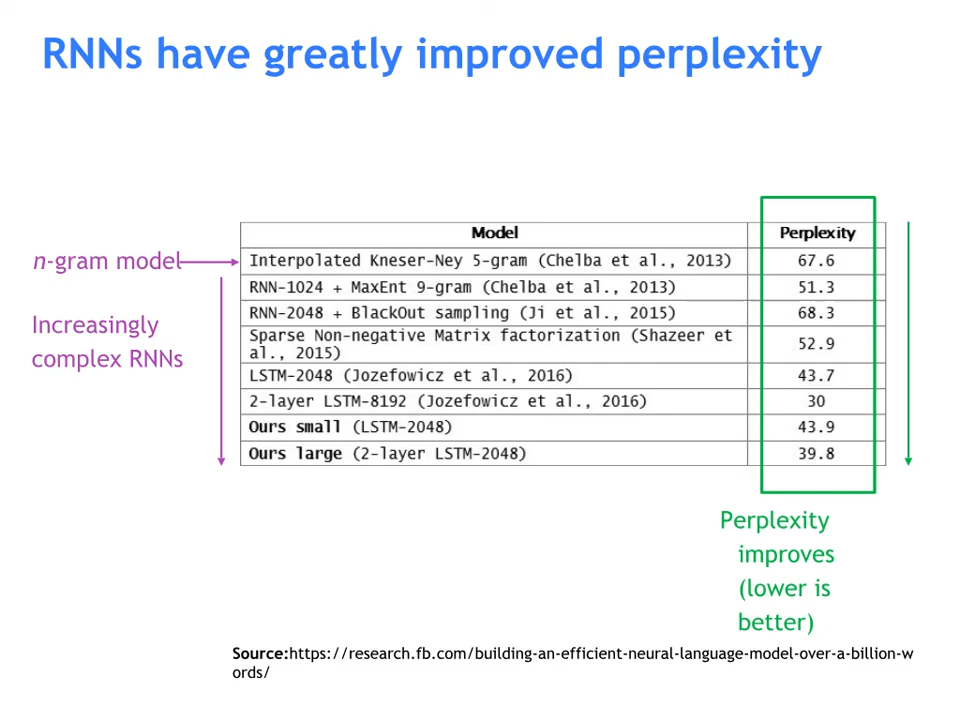 RNNs have greatly improved perplexity
Model Perplexity
n-gram model
Interpolated Kneser-Ney 5-gram (Chelba et al., 2013) 67.6
RNN-1024 + MaxEnt 9-gram (Chelba et al., 2013) 51.3
RNN-2048 + BlackOut sampling (Ji et al., 2015) 68.3
Increasingly
complex RNNs
Sparse Non-negative Matrix factorization (Shazeer et
al., 2015) 52.9
LSTM-2048 (Jozefowicz et al., 2016) 43.7
2-layer LSTM-8192 (Jozefowicz et al., 2016) 30
Ours small (LSTM-2048) 43.9
Ours large (2-layer LSTM-2048) 39.8
Perplexity
improves
(lower is
better)
Source:https://research.fb.com/building-an-efficient-neural-language-model-over-a-billion-w
ords/